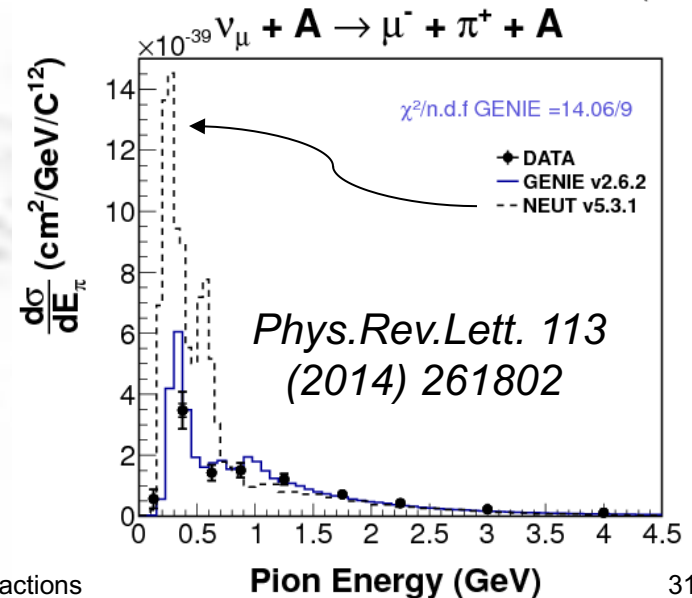 ν_μ + A → μ⁻ + π⁺ + A
×10⁻³⁹
χ²/n.d.f GENIE =14.06/9
DATA
GENIE v2.6.2
NEUT v5.3.1
dσ/dE_π (cm²/GeV/C¹²)
14
12
10
8
6
4
2
0
Phys.Rev.Lett. 113
(2014) 261802
0 0.5 1 1.5 2 2.5 3 3.5 4 4.5
actions Pion Energy (GeV) 31